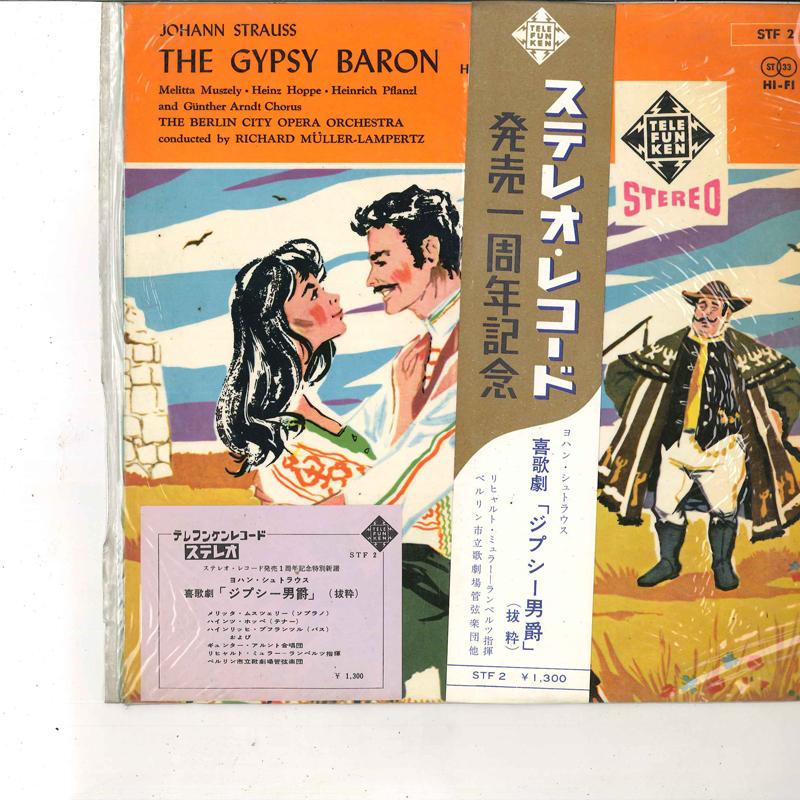 JOHANN STRAUSS
THE GYPSY BARON
H
Melitta Muszely • Heinz Hoppe • Heinrich Pflanzl
and Günther Arndt Chorus
THE BERLIN CITY OPERA ORCHESTRA
conducted by RICHARD MÜLLER-LAMPERTZ
TELE
FUN
KEN
ステレオ・レコード
発売一周年記念
ヨハン・シュトラウス
喜歌劇「ジプシー男爵」
(抜粋)
リヒャルト・ミュラーーランペルツ指揮
ベルリン市立歌劇場管弦楽団他
STF 2 ¥1,300
STF 2
ST 33
HI-FI
TELE
FUN
KEN
STEREO
テレフンケンレコード
ステレオ
TELE
FUN
KEN
STF 2
ステレオ・レコード発売1周年記念特別新譜
ヨハン・シュトラウス
喜歌劇「ジプシー男爵」(抜粋)
メリッタ・ムスツェリー(ソプラノ)
ハインツ・ホッペ(テナー)
ハインリッヒ・プフランツル(バス)
および
ギュンター・アルント合唱団
リヒャルト・ミュラーーランペルツ指揮
ベルリン市立歌劇場管弦楽団
¥ 1,300